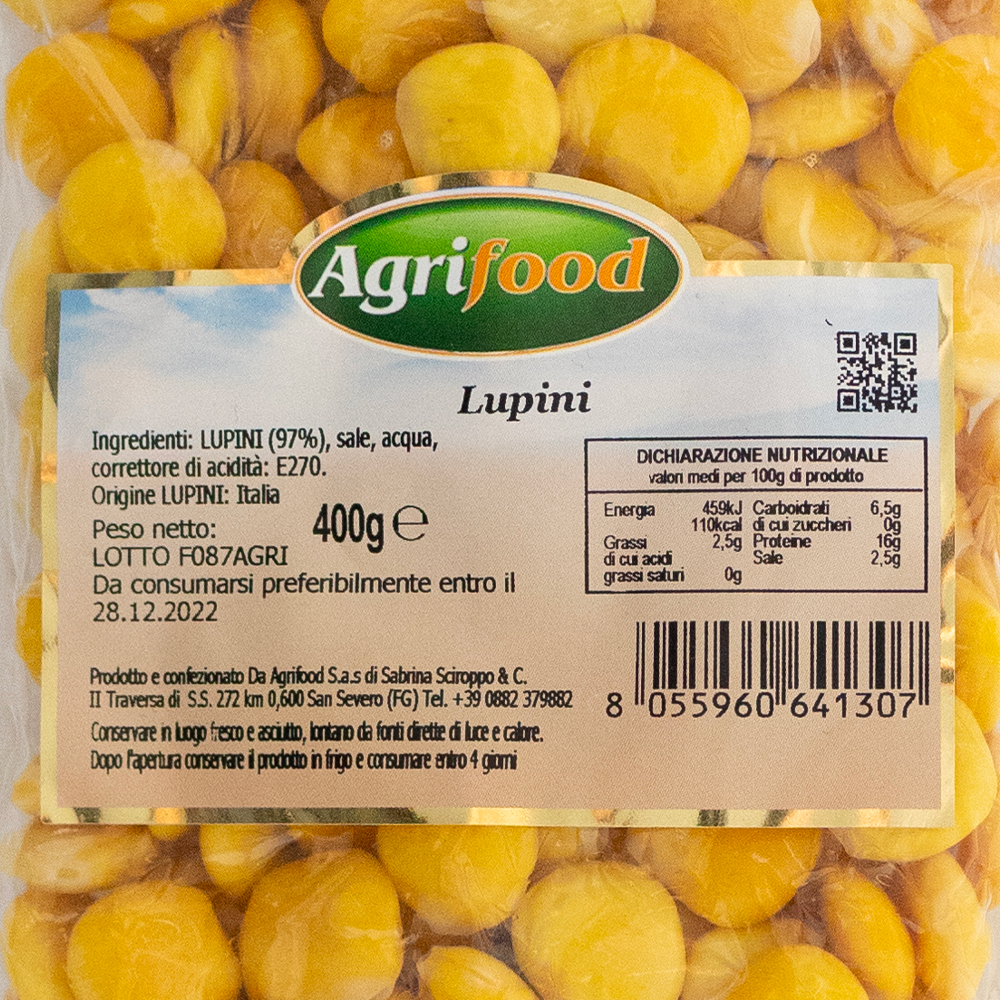 Agrifood
Lupini
Ingredienti: LUPINI (97%), sale, acqua,
correttore di acidità: E270.
Origine LUPINI: Italia
Peso netto: 400g ℮
LOTTO F087AGRI
Da consumarsi preferibilmente entro il
28.12.2022
Prodotto e confezionato Da Agrifood S.a.s di Sabrina Sciroppo & C.
II Traversa di S.S. 272 km 0,600 San Severo (FG) Tel. +39 0882 379882
Conservare in luogo fresco e asciutto, lontano da fonti dirette di luce e calore.
Dopo l'apertura conservare il prodotto in frigo e consumare entro 4 giorni
DICHIARAZIONE NUTRIZIONALE
valori medi per 100g di prodotto
Energia 459kJ
110kcal
Grassi 2,5g
di cui acidi
grassi saturi 0g
Carboidrati 6,5g
di cui zuccheri 0g
Proteine 16g
Sale 2,5g
8 055960 641307